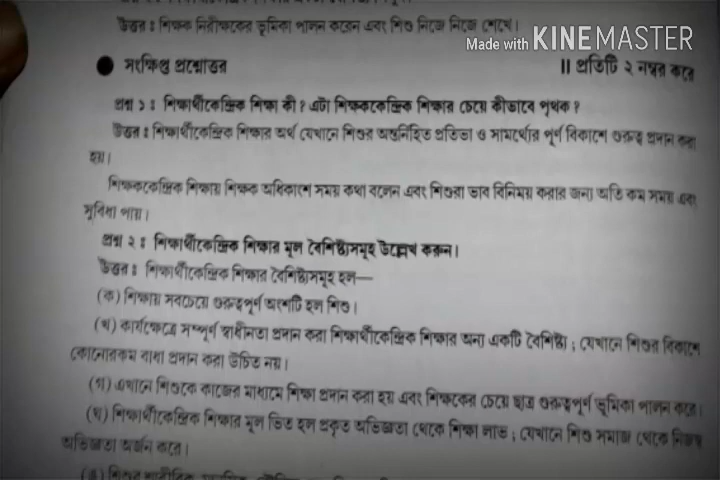 উত্তর ঃ শিক্ষক নিরীক্ষকের ভূমিকা পালন করেন এবং শিশু নিজে নিজে শেখে।
Made with KINEMASTER
● সংক্ষিপ্ত প্রশ্নোত্তর ॥ প্রতিটি ২ নম্বর করে
প্রশ্ন ১ ঃ শিক্ষার্থীকেন্দ্রিক শিক্ষা কী? এটা শিক্ষককেন্দ্রিক শিক্ষার চেয়ে কীভাবে পৃথক?
উত্তর ঃ শিক্ষার্থীকেন্দ্রিক শিক্ষার অর্থ যেখানে শিশুর অন্তর্নিহিত প্রতিভা ও সামর্থ্যের পূর্ণ বিকাশে গুরুত্ব প্রদান করা
হয়।
শিক্ষককেন্দ্রিক শিক্ষায় শিক্ষক অধিকাংশ সময় কথা বলেন এবং শিশুরা ভাব বিনিময় করার জন্য অতি কম সময় এবং
সুবিধা পায়।
প্রশ্ন ২ ঃ শিক্ষার্থীকেন্দ্রিক শিক্ষার মূল বৈশিষ্ট্যসমূহ উল্লেখ করুন।
উত্তর ঃ শিক্ষার্থীকেন্দ্রিক শিক্ষার বৈশিষ্ট্যসমূহ হল—
(ক) শিক্ষায় সবচেয়ে গুরুত্বপূর্ণ অংশটি হল শিশু।
(খ) কার্যক্ষেত্রে সম্পূর্ণ স্বাধীনতা প্রদান করা শিক্ষার্থীকেন্দ্রিক শিক্ষার অন্য একটি বৈশিষ্ট্য ; যেখানে শিশুর বিকাশে
কোনোরকম বাধা প্রদান করা উচিত নয়।
(গ) এখানে শিশুকে কাজের মাধ্যমে শিক্ষা প্রদান করা হয় এবং শিক্ষকের চেয়ে ছাত্র গুরুত্বপূর্ণ ভূমিকা পালন করে।
(ঘ) শিক্ষার্থীকেন্দ্রিক শিক্ষার মূল ভিত হল প্রকৃত অভিজ্ঞতা থেকে শিক্ষা লাভ ; যেখানে শিশু সমাজ থেকে নিজস্ব
অভিজ্ঞতা অর্জন করে।